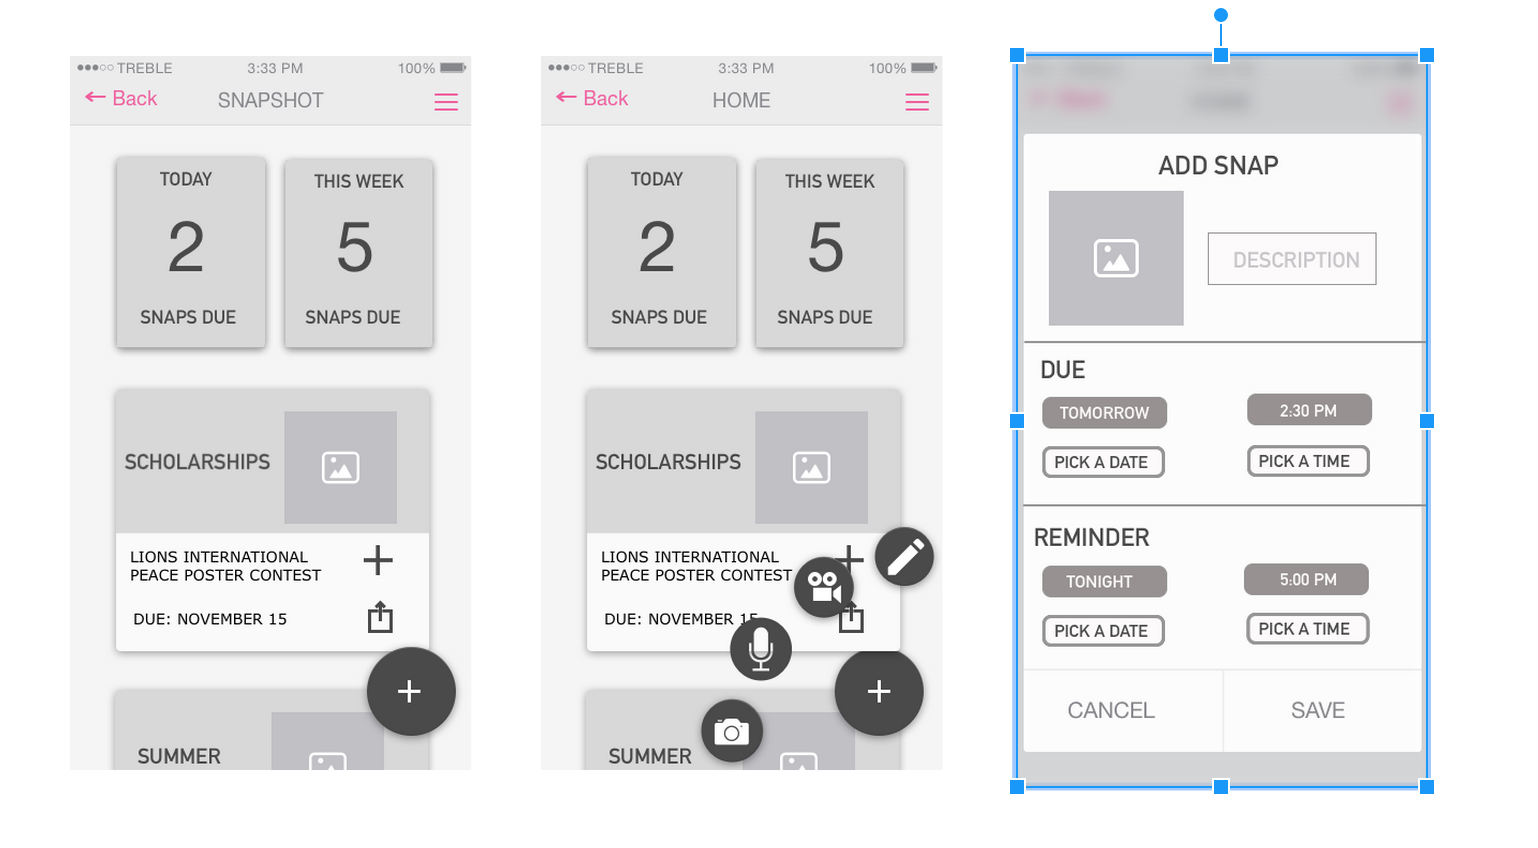 TREBLE 3:33 PM 100%
← Back SNAPSHOT
TODAY
2
SNAPS DUE
THIS WEEK
5
SNAPS DUE
SCHOLARSHIPS
LIONS INTERNATIONAL
PEACE POSTER CONTEST
DUE: NOVEMBER 15
+
SUMMER
TREBLE 3:33 PM 100%
← Back HOME
TODAY
2
SNAPS DUE
THIS WEEK
5
SNAPS DUE
SCHOLARSHIPS
LIONS INTERNATIONAL
PEACE POSTER CONTEST
DUE: NOVEMBER 15
+
SUMMER
ADD SNAP
DESCRIPTION
DUE
TOMORROW 2:30 PM
PICK A DATE PICK A TIME
REMINDER
TONIGHT 5:00 PM
PICK A DATE PICK A TIME
CANCEL SAVE